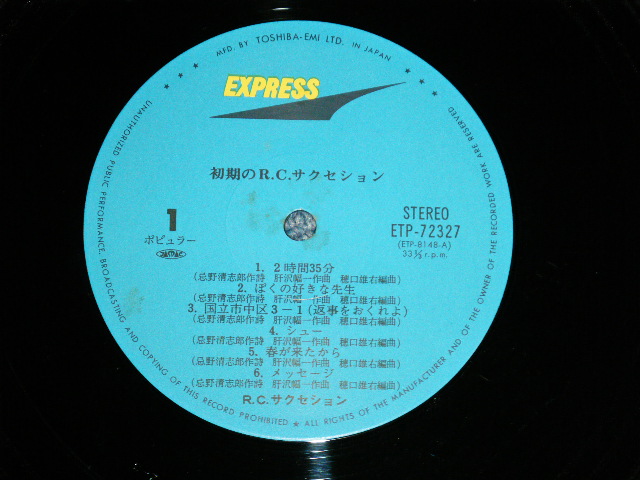 MFD. BY TOSHIBA-EMI LTD. IN JAPAN
EXPRESS
初期のR.C.サクセション
1
ポピュラー
JASRAC
STEREO
ETP-72327
(ETP-8148-A)
33⅓ r.p.m.
1. 2時間35分
(忌野清志郎作詩 肝沢幅一作曲 穂口雄右編曲)
2. ぼくの好きな先生
(忌野清志郎作詩 肝沢幅一作曲 穂口雄右編曲)
3. 国立市中区3-1(返事をおくれよ)
(忌野清志郎作詩 肝沢幅一作曲 穂口雄右編曲)
4. シュー
(忌野清志郎作詩 肝沢幅一作曲 穂口雄右編曲)
5. 春が来たから
(忌野清志郎作詩 肝沢幅一作曲 穂口雄右編曲)
6. メッセージ
(忌野清志郎作詩 肝沢幅一作曲 穂口雄右編曲)
R.C.サクセション
UNAUTHORIZED PUBLIC PERFORMANCE, BROADCASTING AND COPYING OF THIS RECORD PROHIBITED ★ ALL RIGHTS OF THE MANUFACTURER AND OF THE OWNER OF THE RECORDED WORK ARE RESERVED